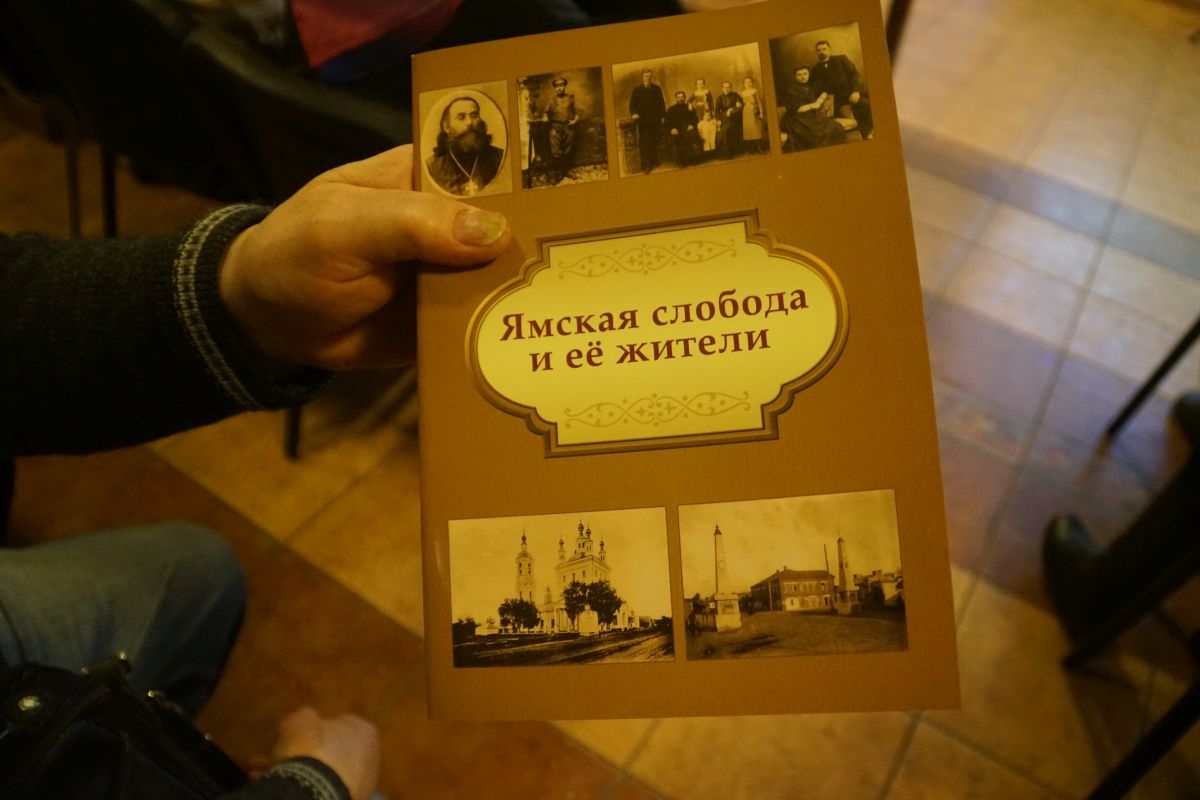 Ямская слобода
и её жители